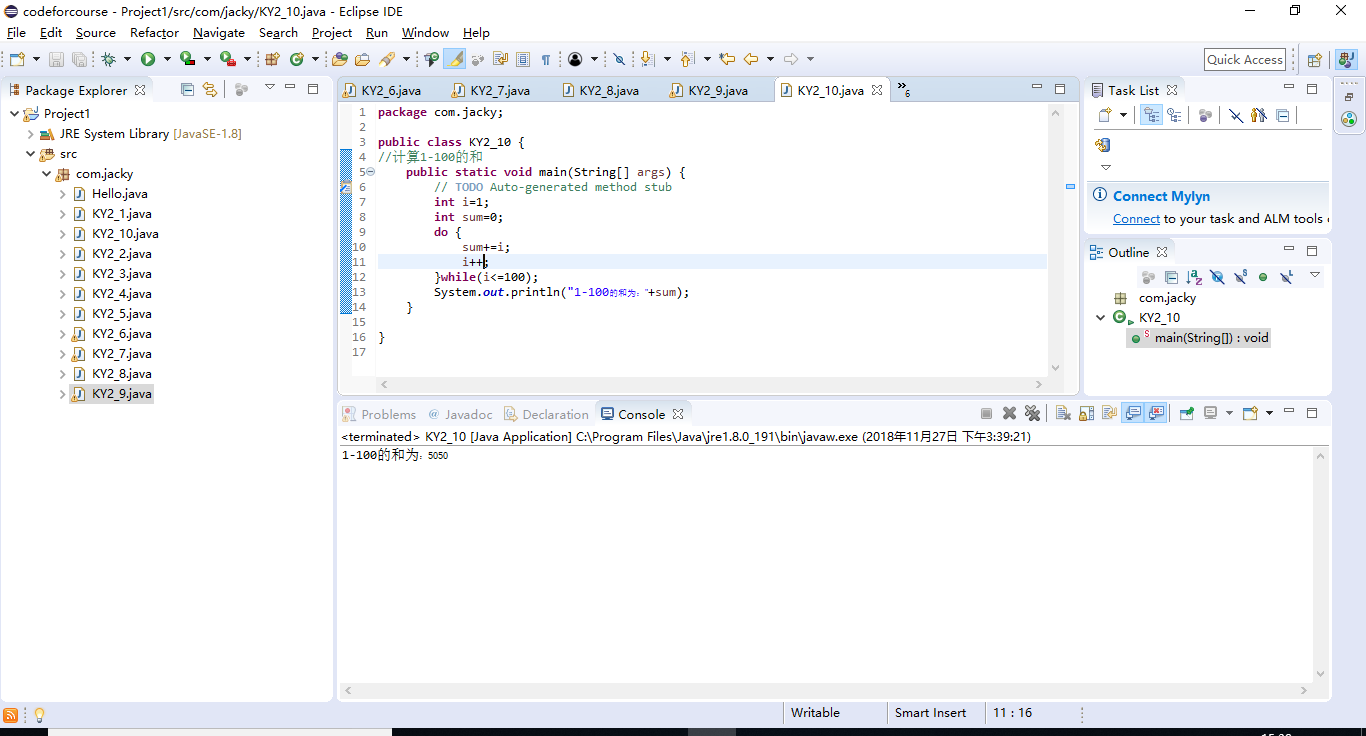 codeforcourse - Project1/src/com/jacky/KY2_10.java - Eclipse IDE
File Edit Source Refactor Navigate Search Project Run Window Help
Quick Access
Package Explorer
Project1
JRE System Library [JavaSE-1.8]
src
com.jacky
Hello.java
KY2_1.java
KY2_10.java
KY2_2.java
KY2_3.java
KY2_4.java
KY2_5.java
KY2_6.java
KY2_7.java
KY2_8.java
KY2_9.java
KY2_6.java KY2_7.java KY2_8.java KY2_9.java KY2_10.java »6
1 package com.jacky;
2
3 public class KY2_10 {
4 //计算1-100的和
5 public static void main(String[] args) {
6 // TODO Auto-generated method stub
7 int i=1;
8 int sum=0;
9 do {
10 sum+=i;
11 i++;
12 }while(i<=100);
13 System.out.println("1-100的和为："+sum);
14 }
15
16 }
17
Task List
Connect Mylyn
Connect to your task and ALM tools
Outline
com.jacky
KY2_10
main(String[]) : void
Problems @ Javadoc Declaration Console
<terminated> KY2_10 [Java Application] C:\Program Files\Java\jre1.8.0_191\bin\javaw.exe (2018年11月27日 下午3:39:21)
1-100的和为：5050
Writable Smart Insert 11 : 16